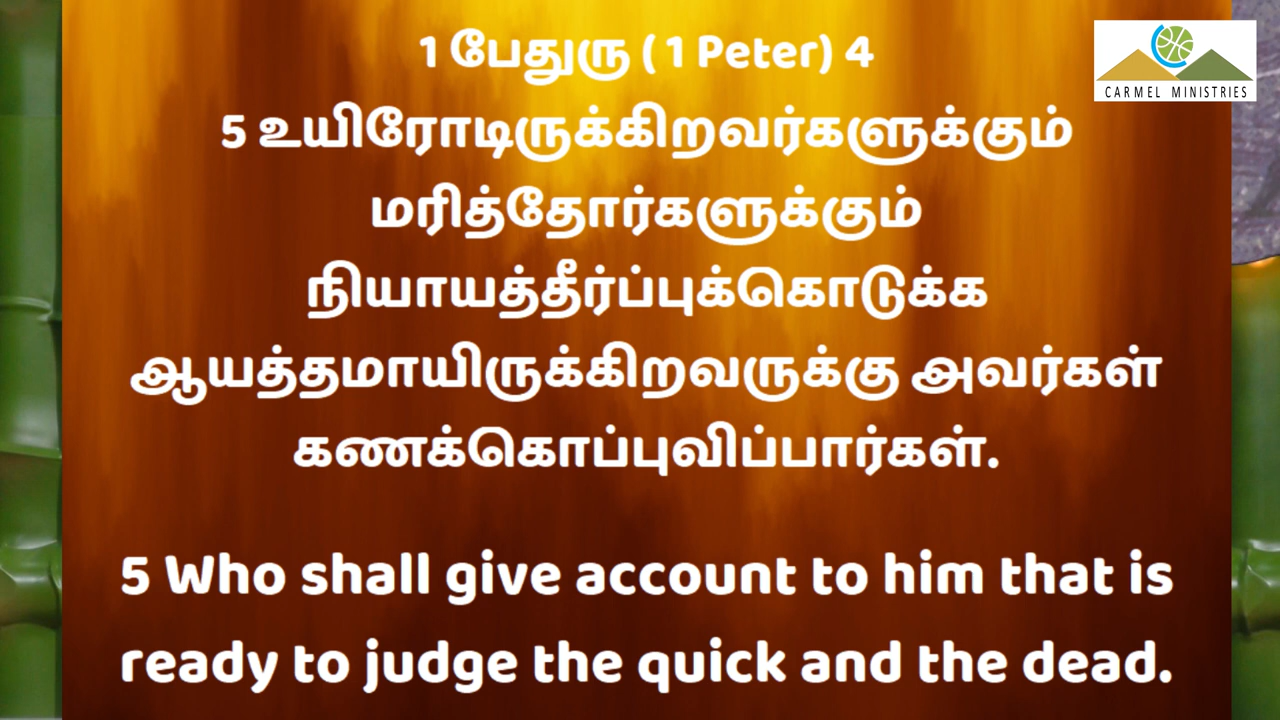 1 பேதுரு ( 1 Peter) 4
CARMEL MINISTRIES
5 உயிரோடிருக்கிறவர்களுக்கும்
மரித்தோர்களுக்கும்
நியாயத்தீர்ப்புக்கொடுக்க
ஆயத்தமாயிருக்கிறவருக்கு அவர்கள்
கணக்கொப்புவிப்பார்கள்.
5 Who shall give account to him that is
ready to judge the quick and the dead.